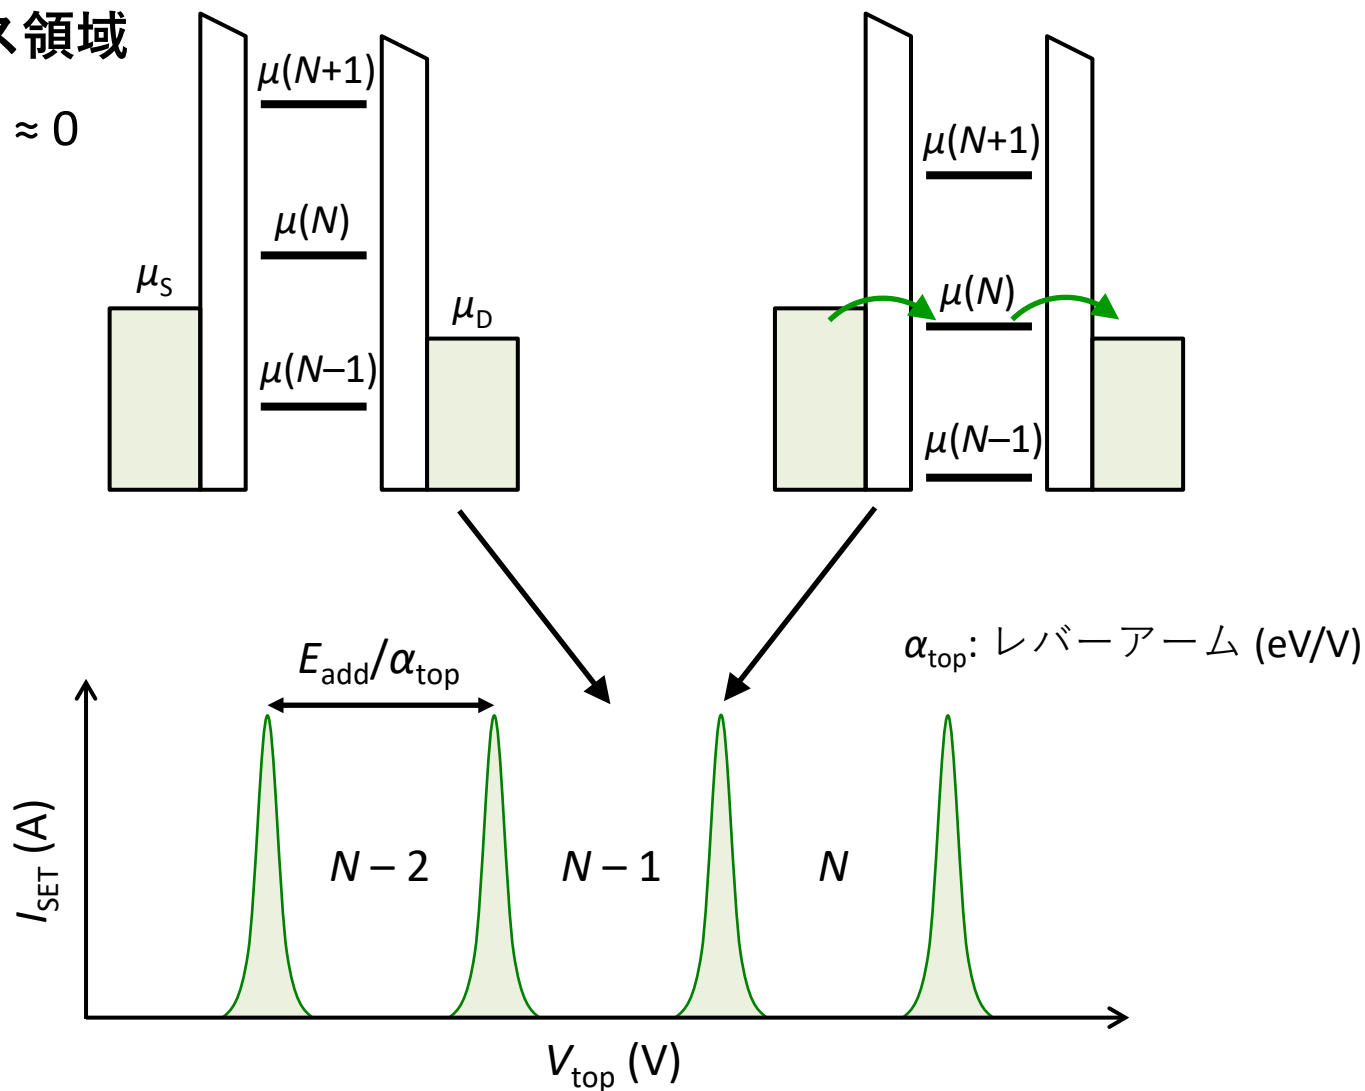 ス領域
≈ 0
μ(N+1)
μ(N)
μS
μD
μ(N–1)
μ(N+1)
μ(N)
μ(N–1)
αtop: レバーアーム (eV/V)
Eadd/αtop
ISET (A)
N – 2
N – 1
N
Vtop (V)